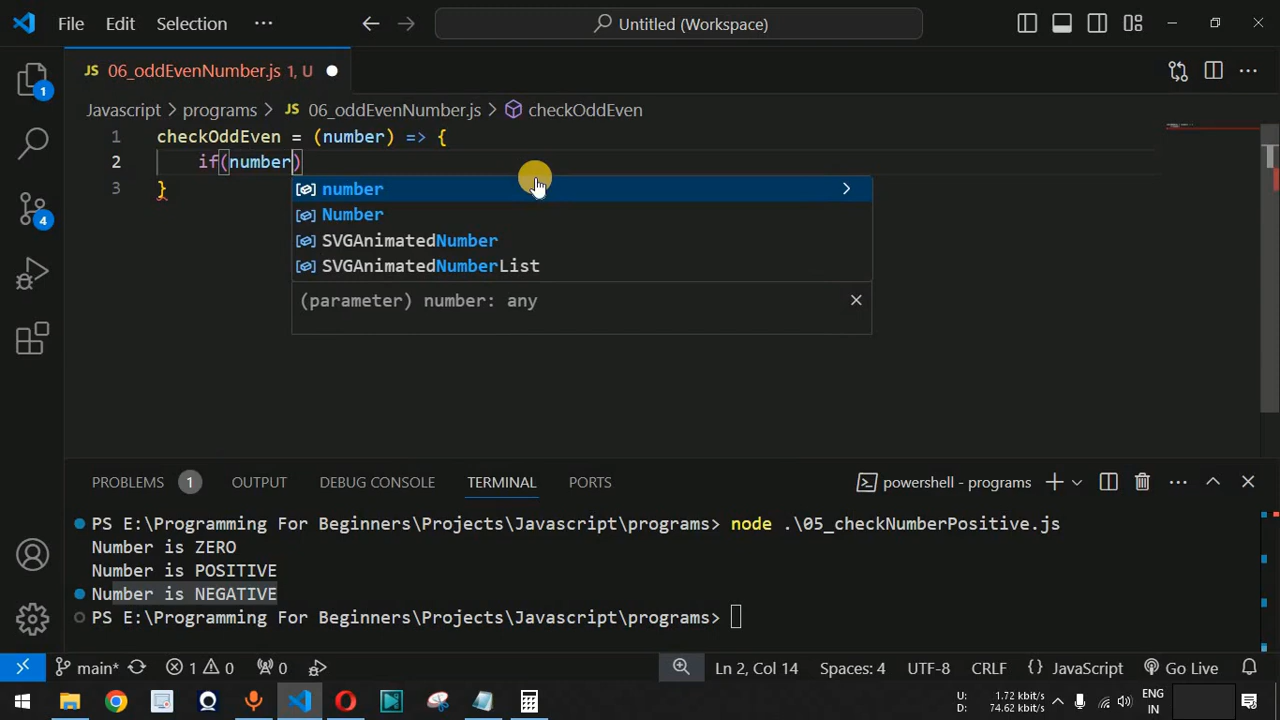 File Edit Selection ··· Untitled (Workspace)
JS 06_oddEvenNumber.js 1, U
Javascript > programs > JS 06_oddEvenNumber.js > checkOddEven
1 checkOddEven = (number) => {
2 if(number)
3 }
number
Number
SVGAnimatedNumber
SVGAnimatedNumberList
(parameter) number: any
1
4
PROBLEMS 1 OUTPUT DEBUG CONSOLE TERMINAL PORTS powershell - programs
PS E:\Programming For Beginners\Projects\Javascript\programs> node .\05_checkNumberPositive.js
Number is ZERO
Number is POSITIVE
Number is NEGATIVE
PS E:\Programming For Beginners\Projects\Javascript\programs>
main* 1 0 0 Ln 2, Col 14 Spaces: 4 UTF-8 CRLF {} JavaScript Go Live
U: 1.72 kbit/s ENG
D: 74.62 kbit/s IN